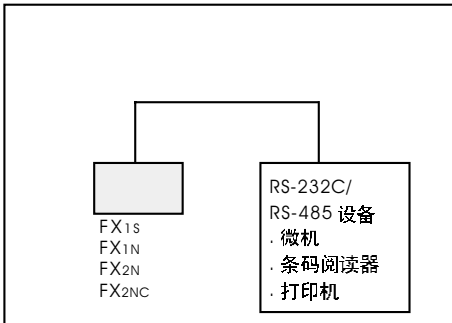 FX1S
FX1N
FX2N
FX2NC
RS-232C/
RS-485 设备
· 微机
· 条码阅读器
· 打印机